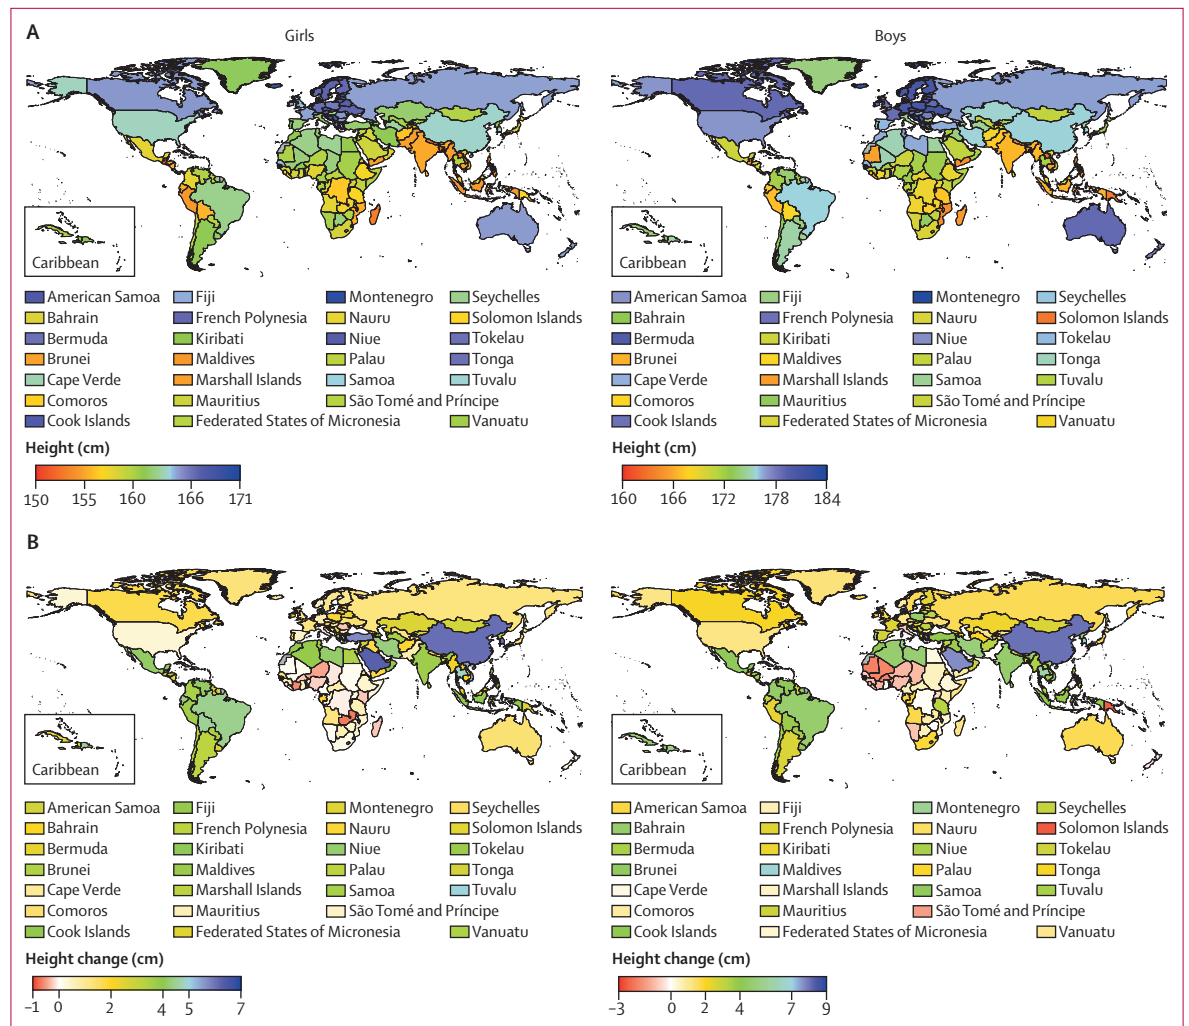 A
Girls
Boys
Caribbean
Caribbean
American Samoa Fiji Montenegro Seychelles
Bahrain French Polynesia Nauru Solomon Islands
Bermuda Kiribati Niue Tokelau
Brunei Maldives Palau Tonga
Cape Verde Marshall Islands Samoa Tuvalu
Comoros Mauritius São Tomé and Príncipe
Cook Islands Federated States of Micronesia Vanuatu
Height (cm)
150 155 160 166 171
American Samoa Fiji Montenegro Seychelles
Bahrain French Polynesia Nauru Solomon Islands
Bermuda Kiribati Niue Tokelau
Brunei Maldives Palau Tonga
Cape Verde Marshall Islands Samoa Tuvalu
Comoros Mauritius São Tomé and Príncipe
Cook Islands Federated States of Micronesia Vanuatu
Height (cm)
160 166 172 178 184
B
Caribbean
Caribbean
American Samoa Fiji Montenegro Seychelles
Bahrain French Polynesia Nauru Solomon Islands
Bermuda Kiribati Niue Tokelau
Brunei Maldives Palau Tonga
Cape Verde Marshall Islands Samoa Tuvalu
Comoros Mauritius São Tomé and Príncipe
Cook Islands Federated States of Micronesia Vanuatu
Height change (cm)
–1 0 2 4 5 7
American Samoa Fiji Montenegro Seychelles
Bahrain French Polynesia Nauru Solomon Islands
Bermuda Kiribati Niue Tokelau
Brunei Maldives Palau Tonga
Cape Verde Marshall Islands Samoa Tuvalu
Comoros Mauritius São Tomé and Príncipe
Cook Islands Federated States of Micronesia Vanuatu
Height change (cm)
–3 0 2 4 7 9